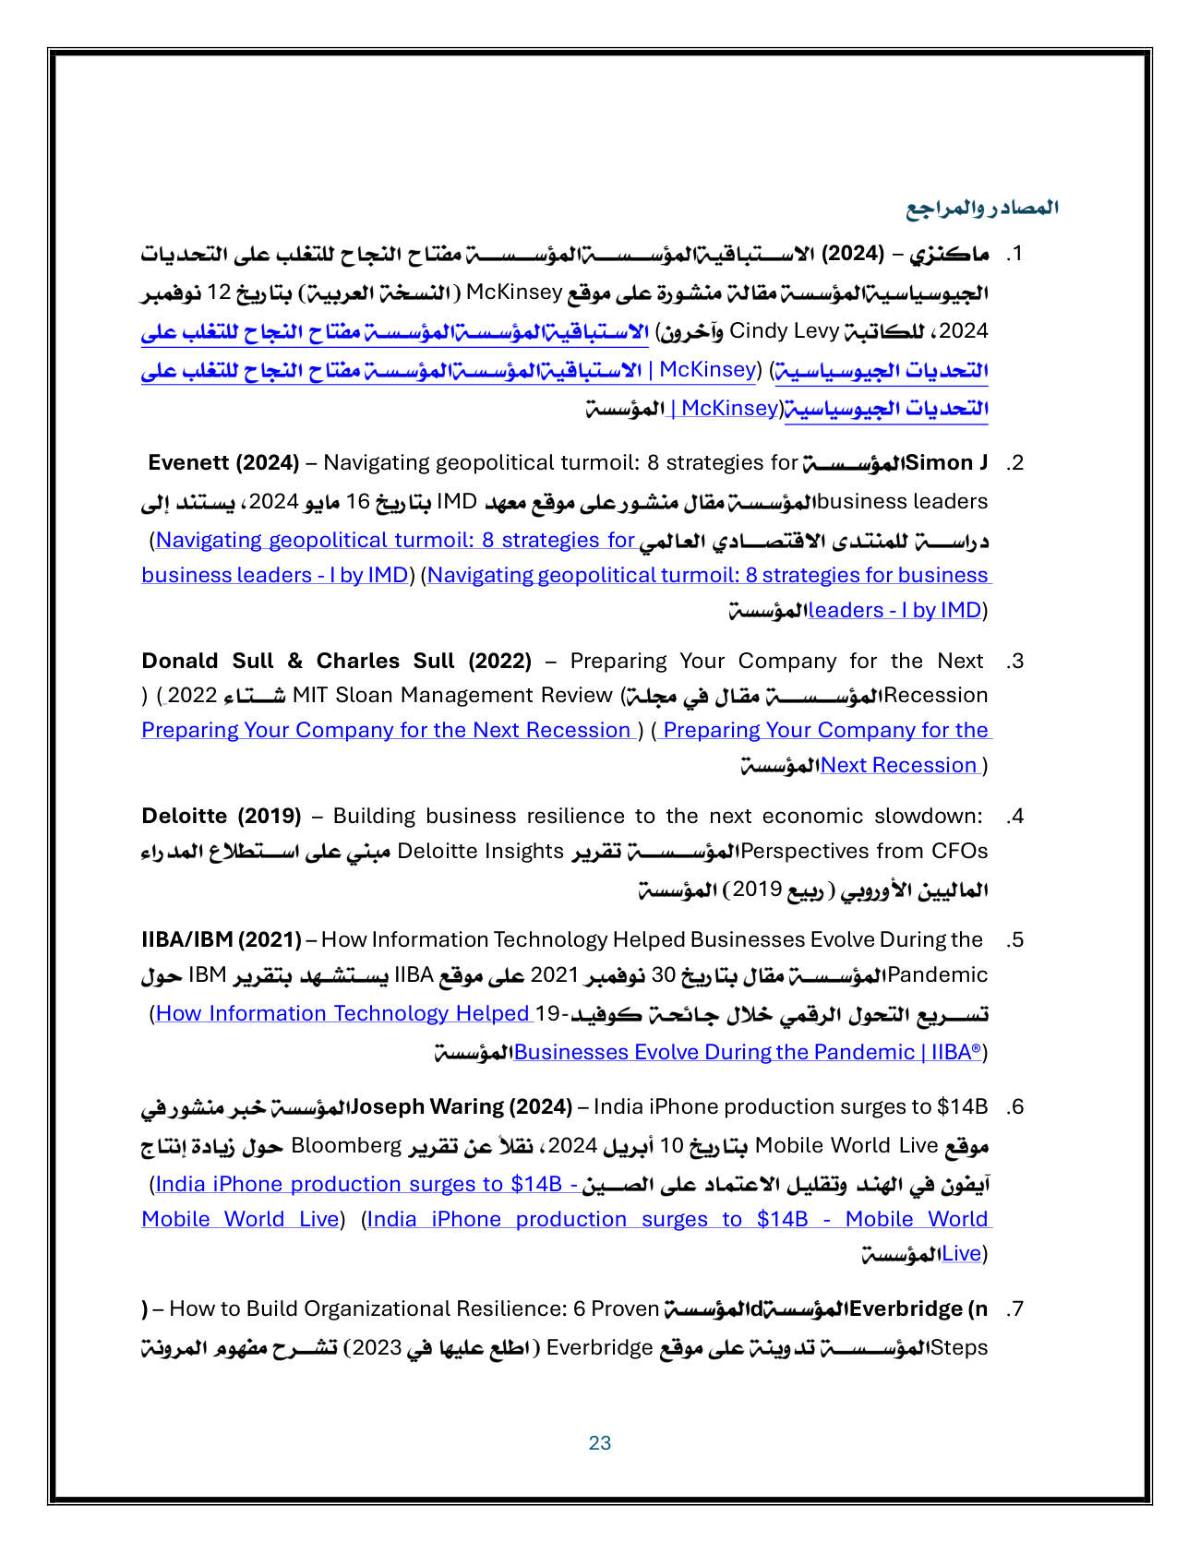 المصادر والمراجع
1. ماكنزي – (2024) الاستباقيةالمؤسسةالمؤسسة مفتاح النجاح للتغلب على التحديات
الجيوسياسيةالمؤسسة مقالة منشورة على موقع McKinsey (النسخة العربية) بتاريخ 12 نوفمبر
2024، للكاتبة Cindy Levy وآخرون) الاستباقيةالمؤسسةالمؤسسة مفتاح النجاح للتغلب على
التحديات الجيوسياسية) (McKinsey | الاستباقيةالمؤسسةالمؤسسة مفتاح النجاح للتغلب على
التحديات الجيوسياسية(McKinsey | المؤسسة
2. Simon Jالمؤسسة Evenett (2024) – Navigating geopolitical turmoil: 8 strategies for
business leadersالمؤسسة مقال منشور على موقع معهد IMD بتاريخ 16 مايو 2024، يستند إلى
دراسة للمنتدى الاقتصادي العالمي (Navigating geopolitical turmoil: 8 strategies for
business leaders - I by IMD) (Navigating geopolitical turmoil: 8 strategies for business
leaders - I by IMD)المؤسسة
3. Donald Sull & Charles Sull (2022) – Preparing Your Company for the Next
Recessionالمؤسسة مقال في مجلة) MIT Sloan Management Review شتاء 2022 ) (
Preparing Your Company for the Next Recession ) ( Preparing Your Company for the
Next Recession )المؤسسة
4. Deloitte (2019) – Building business resilience to the next economic slowdown:
Perspectives from CFOsالمؤسسة تقرير Deloitte Insights مبني على استطلاع المدراء
الماليين الأوروبي (ربيع 2019) المؤسسة
5. IIBA/IBM (2021) – How Information Technology Helped Businesses Evolve During the
Pandemicالمؤسسة مقال بتاريخ 30 نوفمبر 2021 على موقع IIBA يستشهد بتقرير IBM حول
تسريع التحول الرقمي خلال جائحة كوفيد-19 (How Information Technology Helped
Businesses Evolve During the Pandemic | IIBA®)المؤسسة
6. Joseph Waring (2024) – India iPhone production surges to $14Bالمؤسسة خبر منشور في
موقع Mobile World Live بتاريخ 10 أبريل 2024، نقلاً عن تقرير Bloomberg حول زيادة إنتاج
آيفون في الهند وتقليل الاعتماد على الصين (India iPhone production surges to $14B -
Mobile World Live) (India iPhone production surges to $14B - Mobile World
Live)المؤسسة
7. Everbridge (nالمؤسسةdالمؤسسة) – How to Build Organizational Resilience: 6 Proven
Stepsالمؤسسة تدوينة على موقع Everbridge (اطلع عليها في 2023) تشرح مفهوم المرونة
23